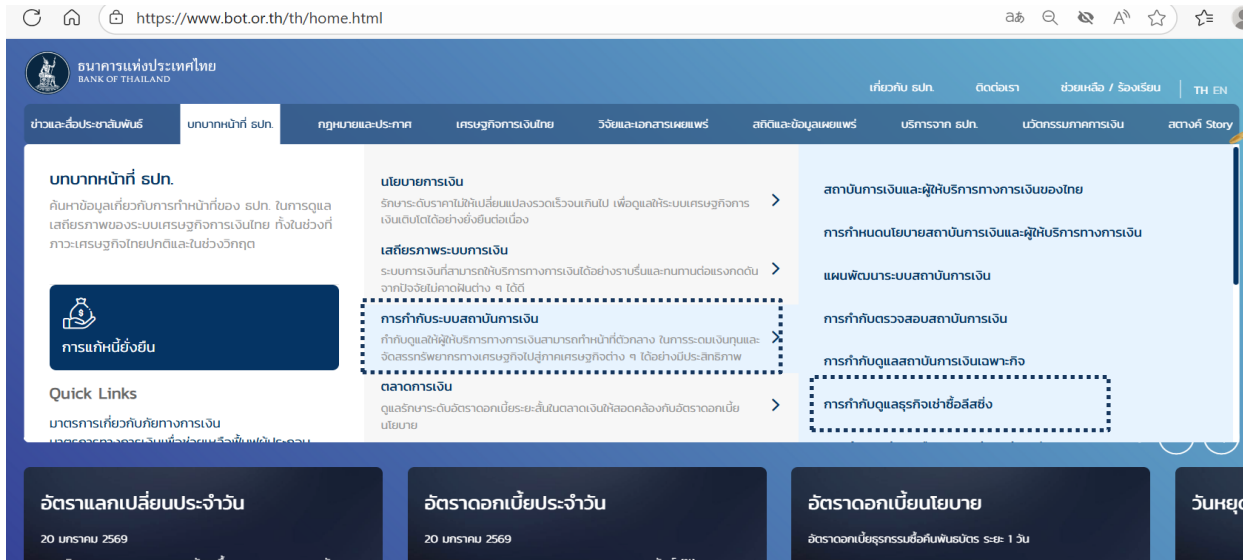 https://www.bot.or.th/th/home.html
ธนาคารแห่งประเทศไทย
BANK OF THAILAND
เกี่ยวกับ ธปท. ติดต่อเรา ช่วยเหลือ / ร้องเรียน TH EN
ข่าวและสื่อประชาสัมพันธ์ บทบาทหน้าที่ ธปท. กฎหมายและประกาศ เศรษฐกิจการเงินไทย วิจัยและเอกสารเผยแพร่ สถิติและข้อมูลเผยแพร่ บริการจาก ธปท. นวัตกรรมภาคการเงิน สตางค์ Story
บทบาทหน้าที่ ธปท.
ค้นหาข้อมูลเกี่ยวกับการทำหน้าที่ของ ธปท. ในการดูแล
เสถียรภาพของระบบเศรษฐกิจการเงินไทย ทั้งในช่วงที่
ภาวะเศรษฐกิจไทยปกติและในช่วงวิกฤต
การแก้หนี้ยั่งยืน
Quick Links
มาตรการเกี่ยวกับภัยทางการเงิน
มาตรการทางการเงินเพื่อช่วยเหลือฟื้นฟูผู้ประกอบ
นโยบายการเงิน
รักษาระดับราคาไม่ให้เปลี่ยนแปลงรวดเร็วจนเกินไป เพื่อดูแลให้ระบบเศรษฐกิจการ
เงินเติบโตได้อย่างยั่งยืนต่อเนื่อง
เสถียรภาพระบบการเงิน
ระบบการเงินที่สามารถให้บริการทางการเงินได้อย่างราบรื่นและทนทานต่อแรงกดดัน
จากปัจจัยไม่คาดฝันต่าง ๆ ได้ดี
การกำกับระบบสถาบันการเงิน
กำกับดูแลให้ผู้ให้บริการทางการเงินสามารถทำหน้าที่ตัวกลาง ในการระดมเงินทุนและ
จัดสรรทรัพยากรทางเศรษฐกิจไปสู่ภาคเศรษฐกิจต่าง ๆ ได้อย่างมีประสิทธิภาพ
ตลาดการเงิน
ดูแลรักษาระดับอัตราดอกเบี้ยระยะสั้นในตลาดเงินให้สอดคล้องกับอัตราดอกเบี้ย
นโยบาย
สถาบันการเงินและผู้ให้บริการทางการเงินของไทย
การกำหนดนโยบายสถาบันการเงินและผู้ให้บริการทางการเงิน
แผนพัฒนาระบบสถาบันการเงิน
การกำกับตรวจสอบสถาบันการเงิน
การกำกับดูแลสถาบันการเงินเฉพาะกิจ
การกำกับดูแลธุรกิจเช่าซื้อลีสซิ่ง
อัตราแลกเปลี่ยนประจำวัน
20 มกราคม 2569
อัตราดอกเบี้ยประจำวัน
20 มกราคม 2569
อัตราดอกเบี้ยนโยบาย
อัตราดอกเบี้ยธุรกรรมซื้อคืนพันธบัตร ระยะ 1 วัน
วันหยุด